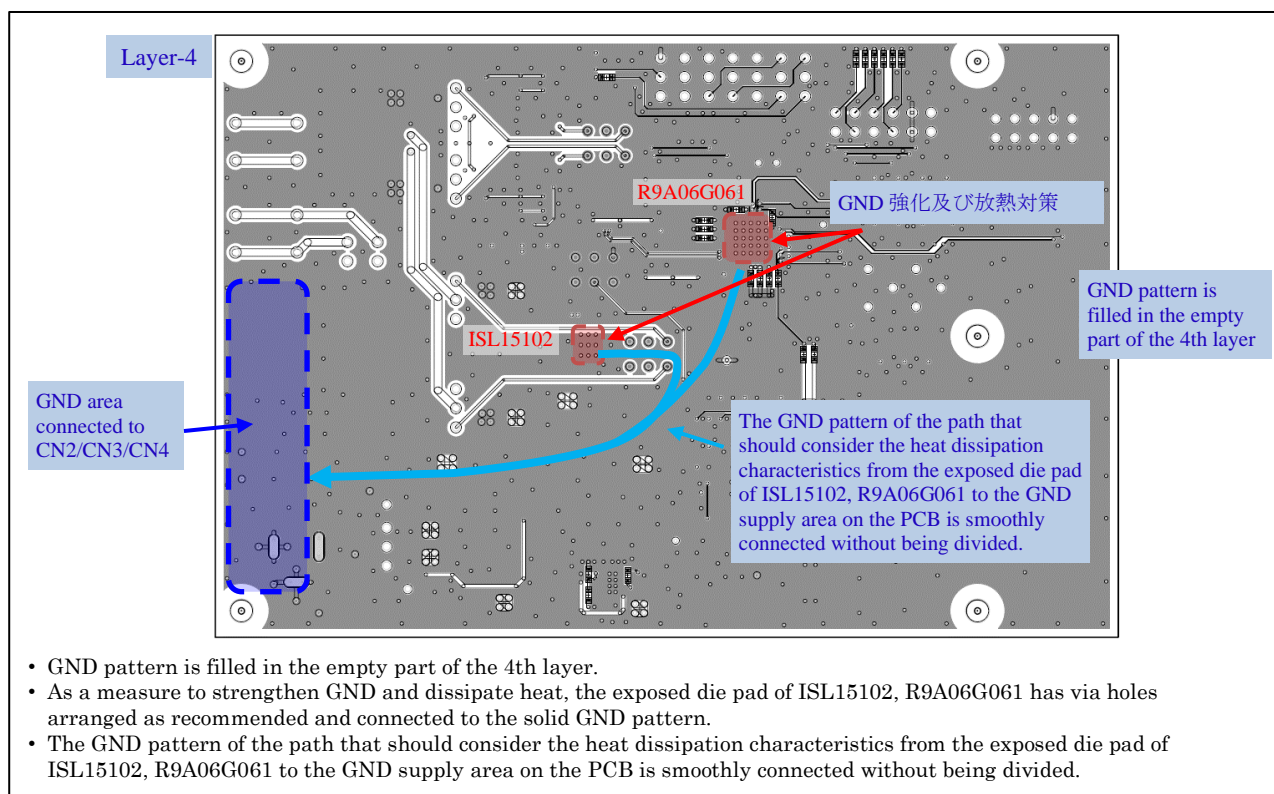 Layer-4
R9A06G061
GND 強化及び放熱対策
GND pattern is
filled in the empty
part of the 4th layer
ISL15102
GND area
connected to
CN2/CN3/CN4
The GND pattern of the path that
should consider the heat dissipation
characteristics from the exposed die pad
of ISL15102, R9A06G061 to the GND
supply area on the PCB is smoothly
connected without being divided.
• GND pattern is filled in the empty part of the 4th layer.
• As a measure to strengthen GND and dissipate heat, the exposed die pad of ISL15102, R9A06G061 has via holes
arranged as recommended and connected to the solid GND pattern.
• The GND pattern of the path that should consider the heat dissipation characteristics from the exposed die pad of
ISL15102, R9A06G061 to the GND supply area on the PCB is smoothly connected without being divided.